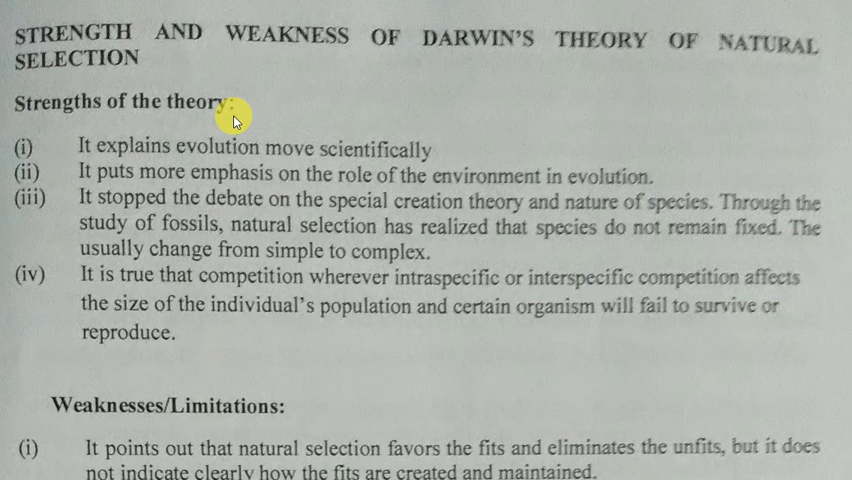 STRENGTH AND WEAKNESS OF DARWIN'S THEORY OF NATURAL
SELECTION
Strengths of the theory:
(i) It explains evolution move scientifically
(ii) It puts more emphasis on the role of the environment in evolution.
(iii) It stopped the debate on the special creation theory and nature of species. Through the
study of fossils, natural selection has realized that species do not remain fixed. The
usually change from simple to complex.
(iv) It is true that competition wherever intraspecific or interspecific competition affects
the size of the individual's population and certain organism will fail to survive or
reproduce.
Weaknesses/Limitations:
(i) It points out that natural selection favors the fits and eliminates the unfits, but it does
not indicate clearly how the fits are created and maintained.